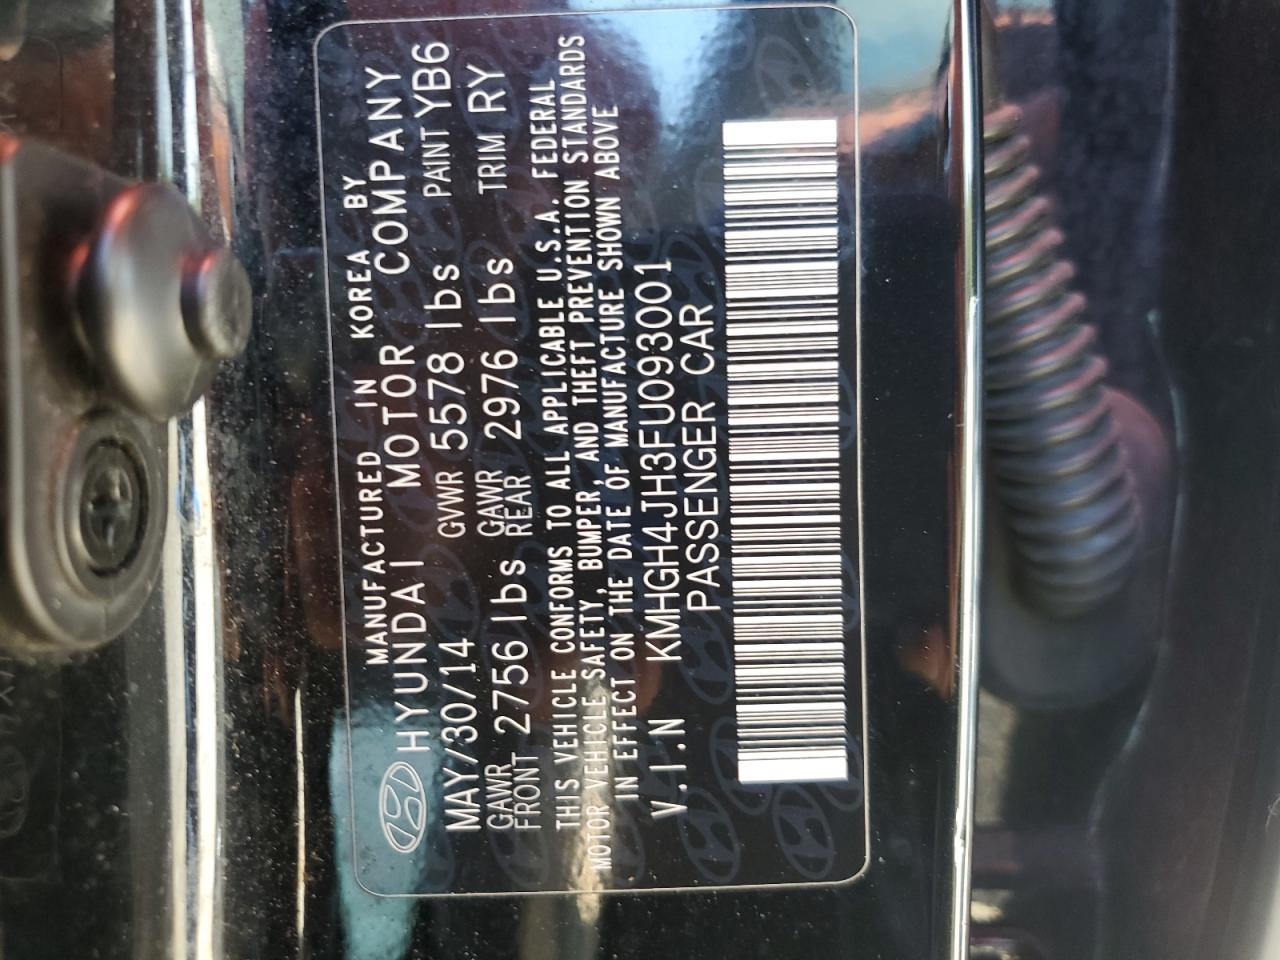 MANUFACTURED IN KOREA BY
HYUNDAI MOTOR COMPANY
MAY/30/14 GVWR 5578 lbs PAINT YB6
GAWR FRONT 2756 lbs GAWR REAR 2976 lbs TRIM RY
THIS VEHICLE CONFORMS TO ALL APPLICABLE U.S.A. FEDERAL
MOTOR VEHICLE SAFETY, BUMPER, AND THEFT PREVENTION STANDARDS
IN EFFECT ON THE DATE OF MANUFACTURE SHOWN ABOVE
V.I.N KMHGH4JH3FU093001
PASSENGER CAR